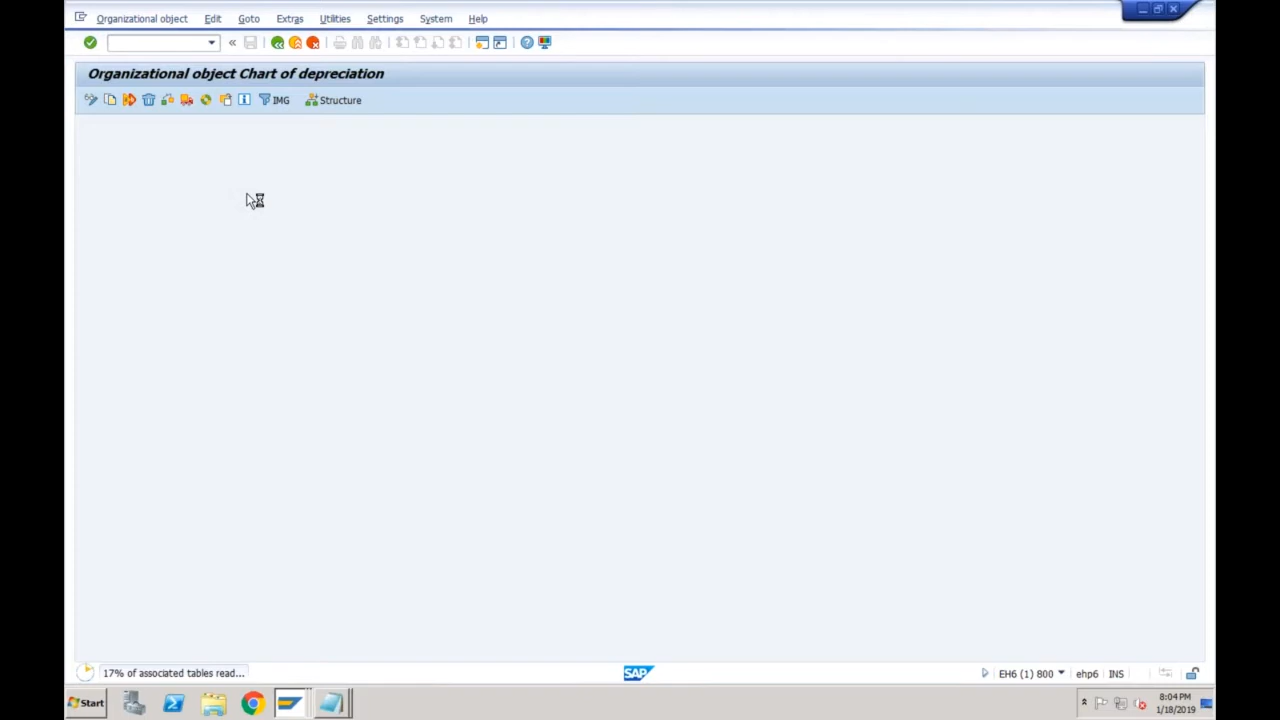 Organizational object Edit Goto Extras Utilities Settings System Help
Organizational object Chart of depreciation
IMG Structure
17% of associated tables read... SAP EH6 (1) 800 ehp6 INS
Start 8:04 PM
1/18/2019